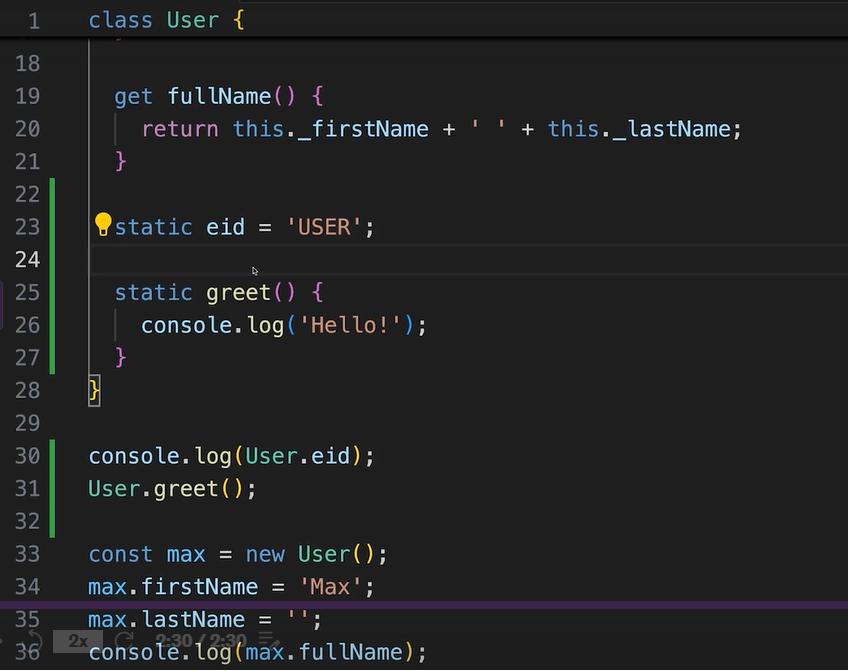 1 class User {
18
19 get fullName() {
20 return this._firstName + ' ' + this._lastName;
21 }
22
23 static eid = 'USER';
24
25 static greet() {
26 console.log('Hello!');
27 }
28 }
29
30 console.log(User.eid);
31 User.greet();
32
33 const max = new User();
34 max.firstName = 'Max';
35 max.lastName = '';
2x 2:30 / 2:30
36 console.log(max.fullName);